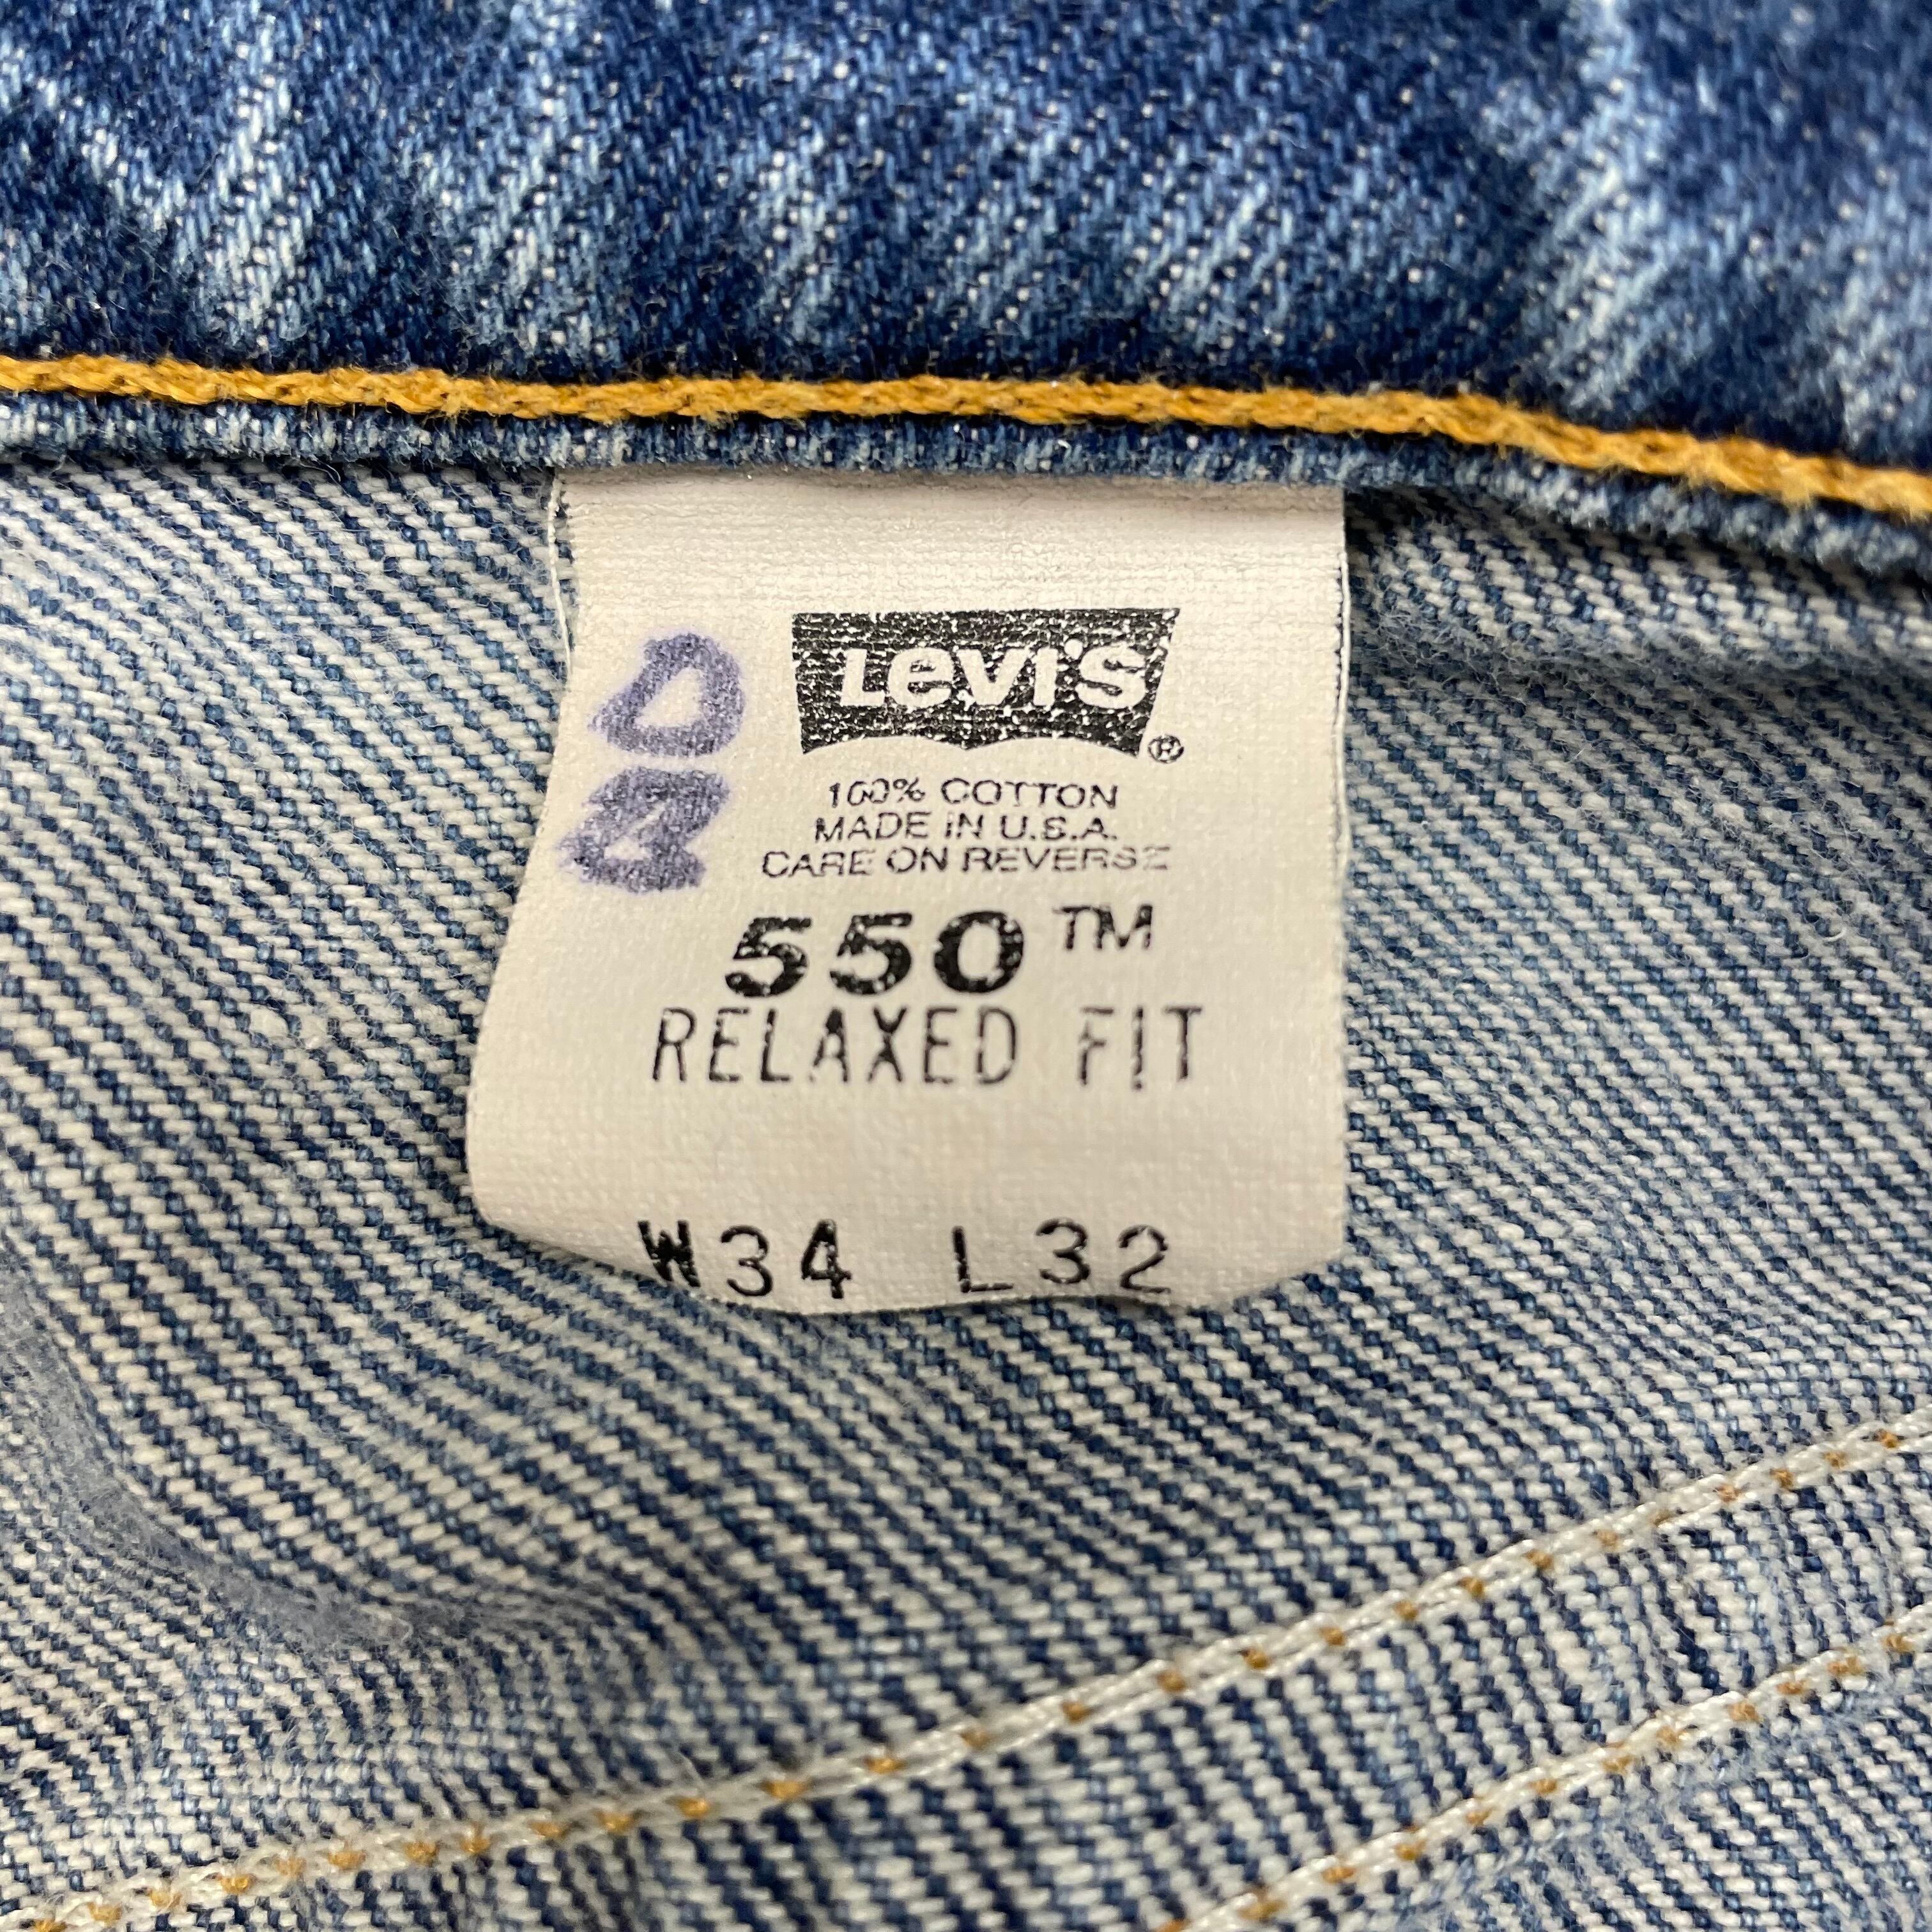 Levi's®
100% COTTON
MADE IN U.S.A.
CARE ON REVERSE
550™
RELAXED FIT
W34 L32